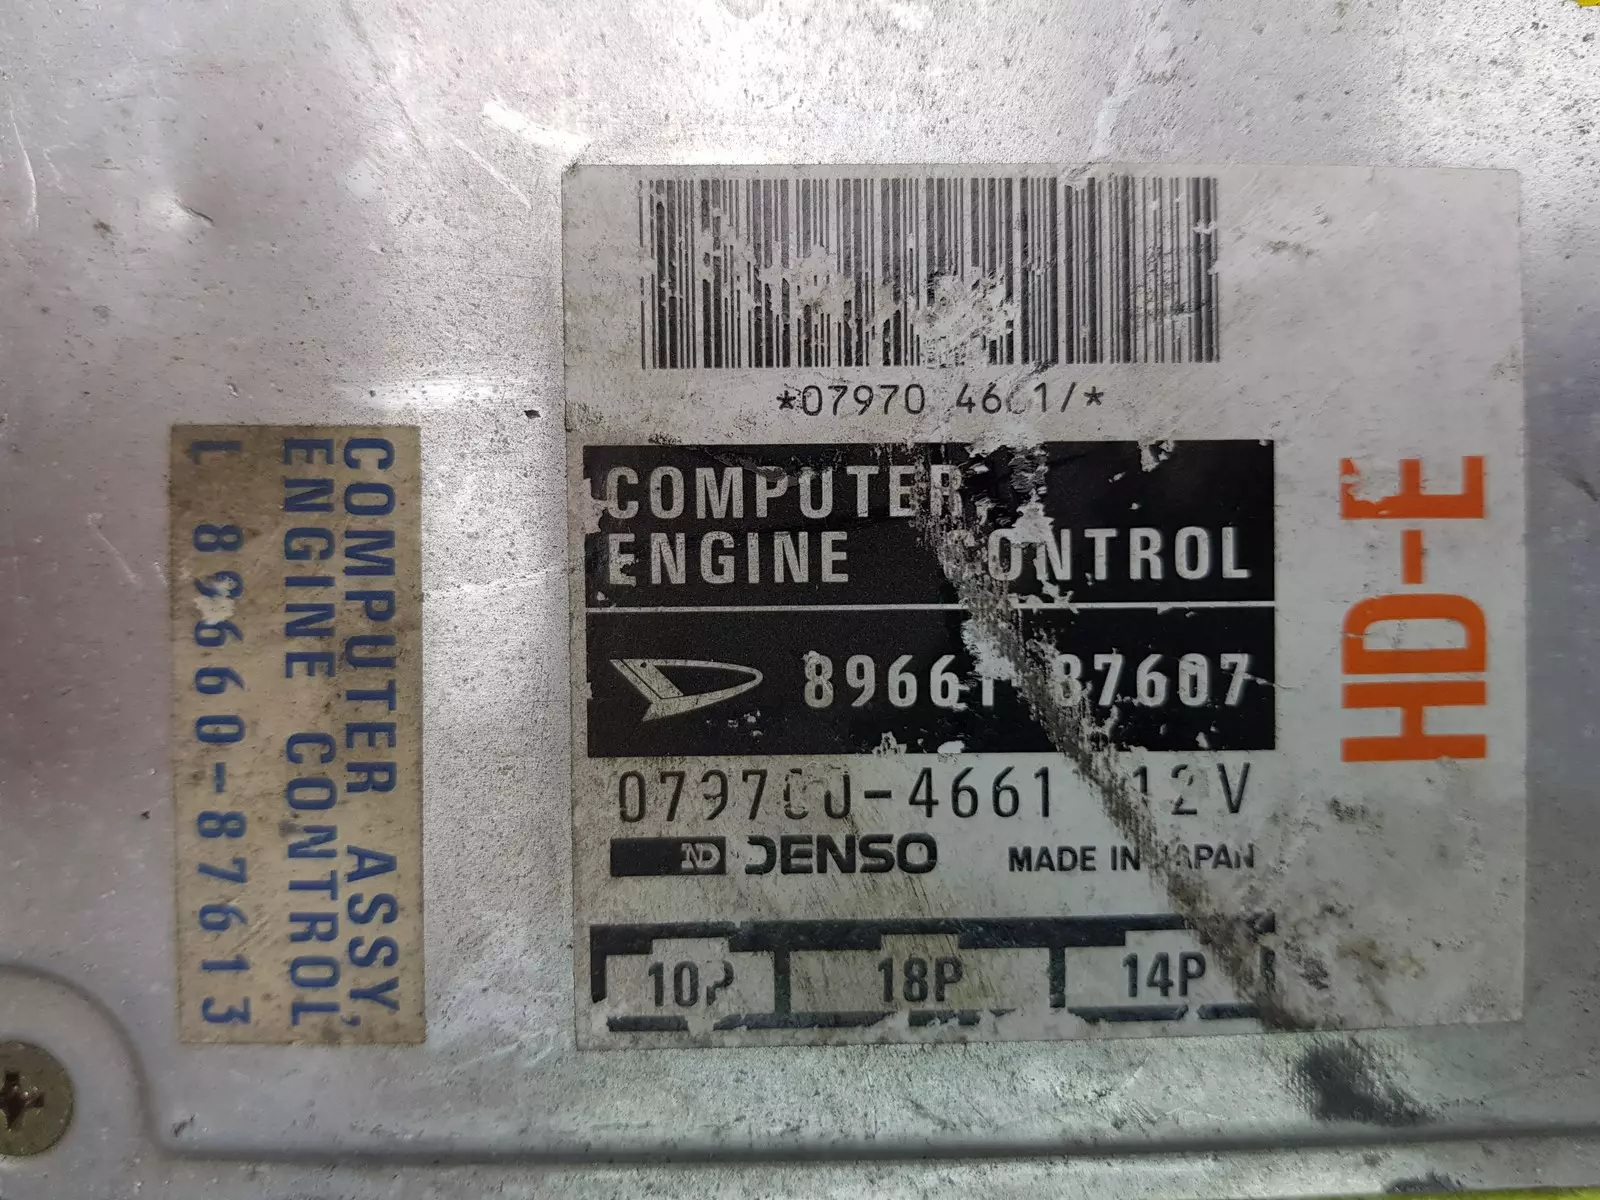 COMPUTER ASSY,
ENGINE CONTROL
L 89660-87613
*07970 4661/*
COMPUTER,
ENGINE CONTROL
89661 87607
079700-4661 12V
ND DENSO MADE IN JAPAN
10P 18P 14P
HD-E